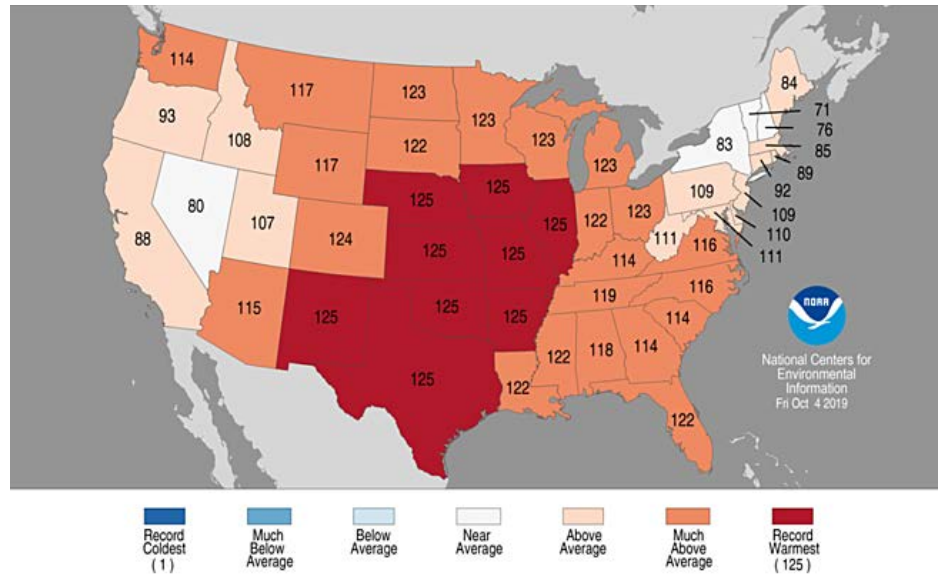 114
117
123
123
84
71
93
108
76
123
83
122
85
117
123
89
125
92
80
125
109
109
107
122
123
125
110
88
124
125
125
111
116
111
114
115
119
116
125
125
125
114
122
118
114
125
122
122
NOAA
National Centers for
Environmental
Information
Fri Oct 4 2019
Record
Coldest
( 1 )
Much
Below
Average
Below
Average
Near
Average
Above
Average
Much
Above
Average
Record
Warmest
( 125 )